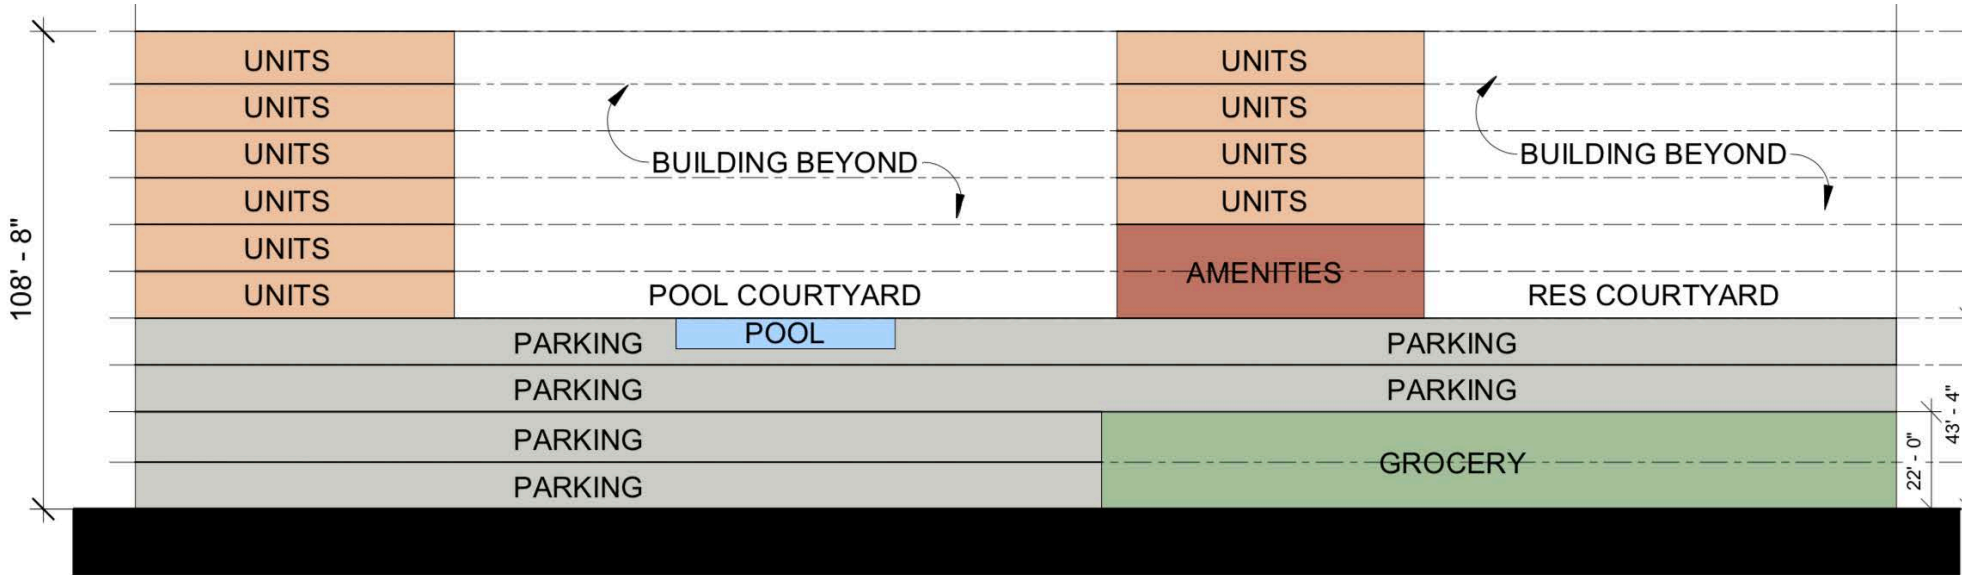 UNITS
UNITS
UNITS
UNITS
UNITS
UNITS
108' - 8"
BUILDING BEYOND
POOL COURTYARD
POOL
UNITS
UNITS
UNITS
UNITS
AMENITIES
BUILDING BEYOND
RES COURTYARD
PARKING
PARKING
PARKING
PARKING
PARKING
PARKING
GROCERY
22' - 0"
43' - 4"